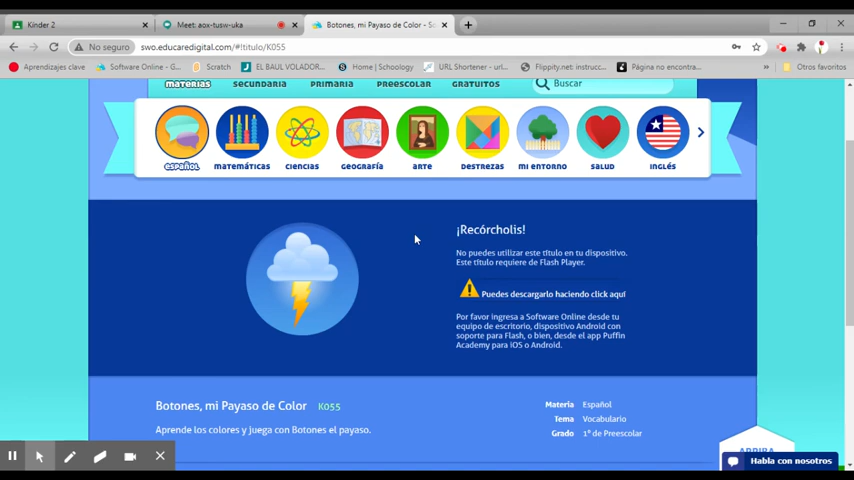 Kinder 2
Meet: aox-tusw-uka
Botones, mi Payaso de Color - So
No seguro
swo.educaredigital.com/#!titulo/K055
Aprendizajes clave
Software Online - G...
Scratch
EL BAUL VOLADOR...
Home | Schoology
URL Shortener - url...
Flippity.net: instrucc...
Página no encontra...
Otros favoritos
MATERIAS
SECUNDARIA
PRIMARIA
PREESCOLAR
GRATUITOS
Buscar
ESPAÑOL
MATEMÁTICAS
CIENCIAS
GEOGRAFÍA
ARTE
DESTREZAS
MI ENTORNO
SALUD
INGLÉS
¡Recórcholis!
No puedes utilizar este título en tu dispositivo.
Este título requiere de Flash Player.
Puedes descargarlo haciendo click aquí
Por favor ingresa a Software Online desde tu
equipo de escritorio, dispositivo Android con
soporte para Flash, o bien, desde el app Puffin
Academy para iOS o Android.
Botones, mi Payaso de Color K055
Aprende los colores y juega con Botones el payaso.
Materia Español
Tema Vocabulario
Grado 1º de Preescolar
ARRIBA
Habla con nosotros